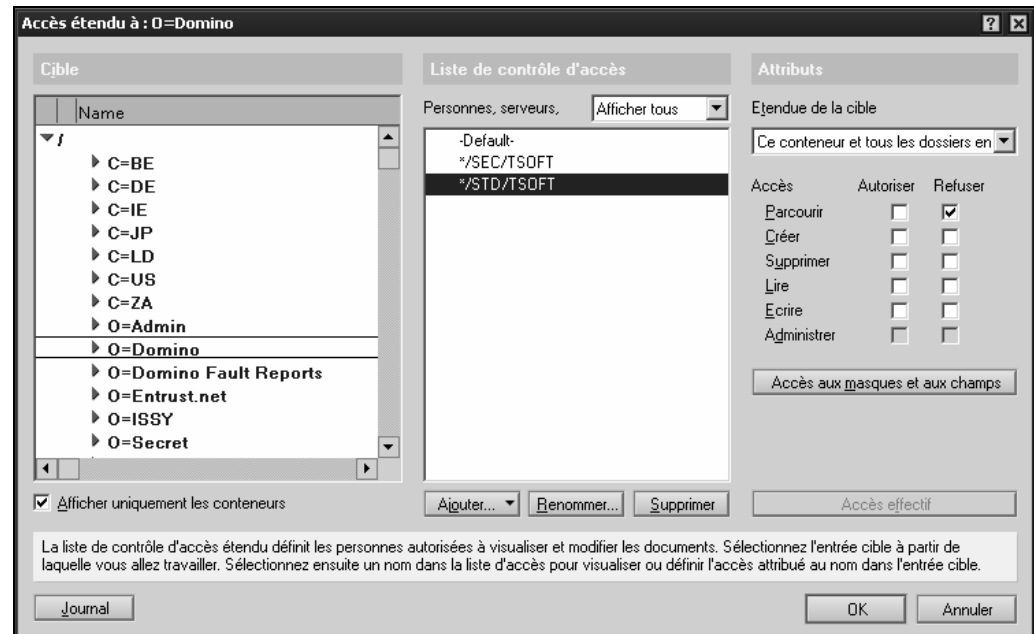 Accès étendu à : O=Domino
Cible
Name
/
C=BE
C=DE
C=IE
C=JP
C=LD
C=US
C=ZA
O=Admin
O=Domino
O=Domino Fault Reports
O=Entrust.net
O=ISSY
O=Secret
Afficher uniquement les conteneurs
Liste de contrôle d'accès
Personnes, serveurs, Afficher tous
-Default-
*/SEC/TSOFT
*/STD/TSOFT
Ajouter... Renommer... Supprimer
Attributs
Etendue de la cible
Ce conteneur et tous les dossiers en
Accès Autoriser Refuser
Parcourir
Créer
Supprimer
Lire
Ecrire
Administrer
Accès aux masques et aux champs
Accès effectif
La liste de contrôle d'accès étendu définit les personnes autorisées à visualiser et modifier les documents. Sélectionnez l'entrée cible à partir de
laquelle vous allez travailler. Sélectionnez ensuite un nom dans la liste d'accès pour visualiser ou définir l'accès attribué au nom dans l'entrée cible.
Journal OK Annuler